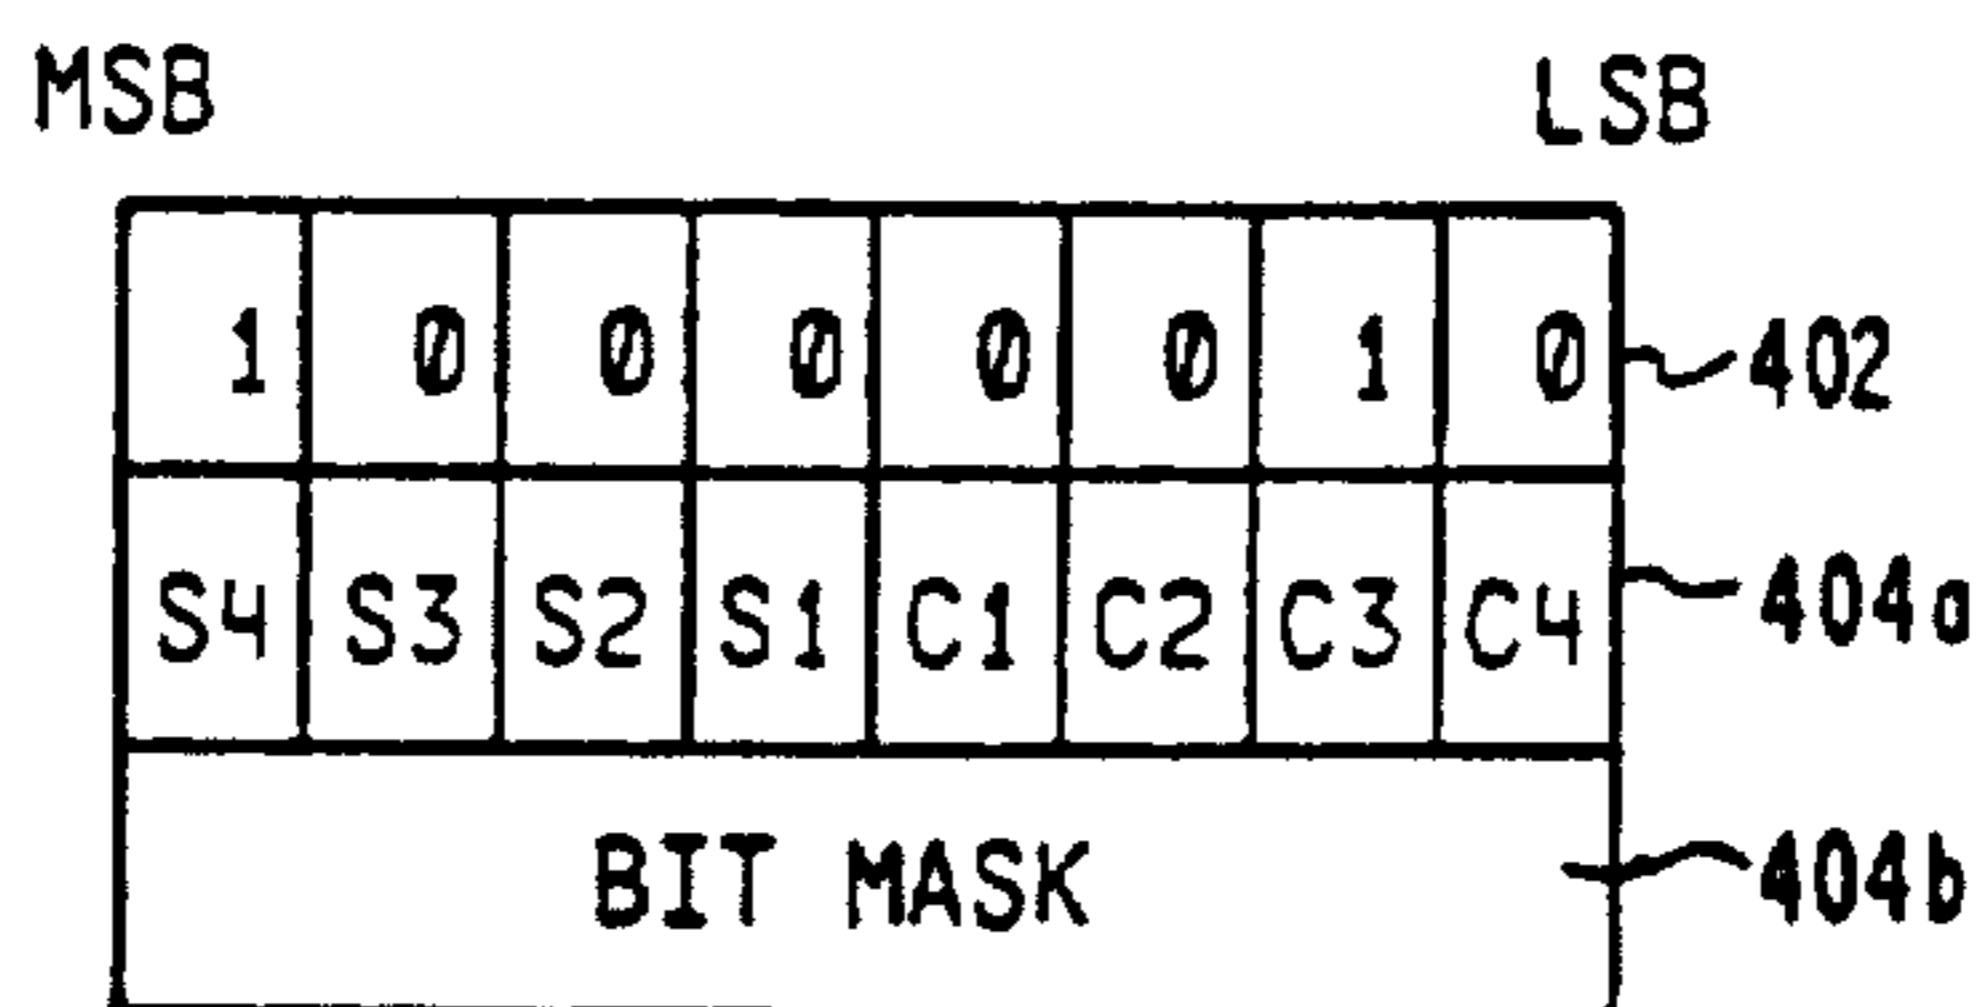 MSB LSB
1 0 0 0 0 0 1 0 402
S4 S3 S2 S1 C1 C2 C3 C4 404a
BIT MASK 404b